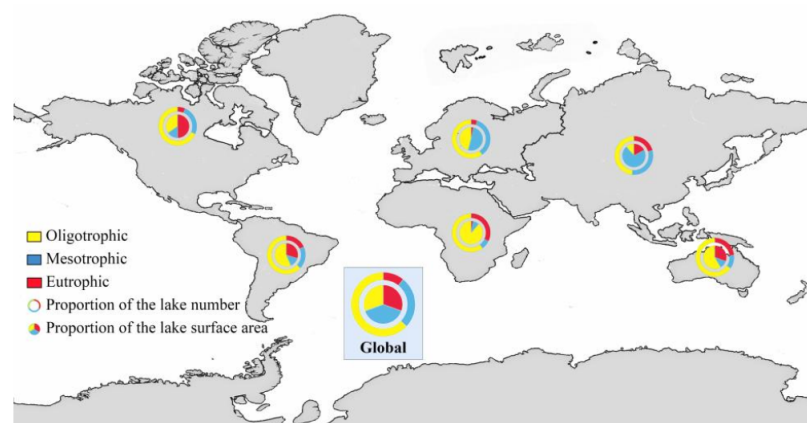 Oligotrophic
Mesotrophic
Eutrophic
Proportion of the lake number
Proportion of the lake surface area
Global